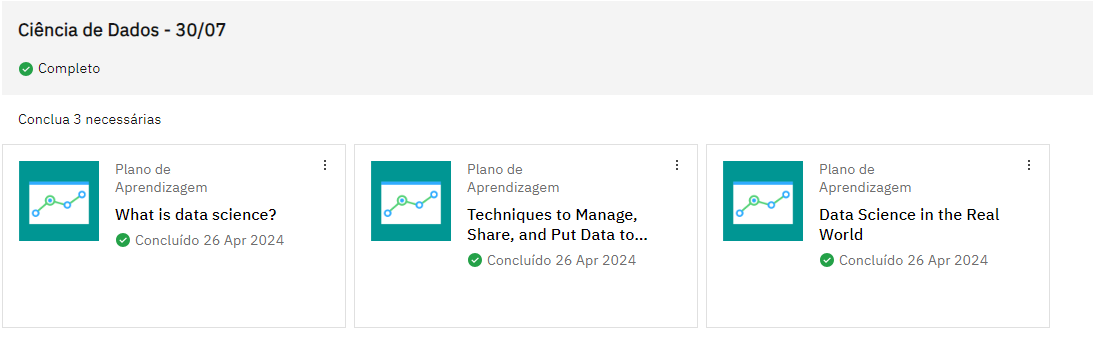 Ciência de Dados - 30/07
Completo
Conclua 3 necessárias
Plano de
Aprendizagem
What is data science?
Concluído 26 Apr 2024
Plano de
Aprendizagem
Techniques to Manage,
Share, and Put Data to...
Concluído 26 Apr 2024
Plano de
Aprendizagem
Data Science in the Real
World
Concluído 26 Apr 2024